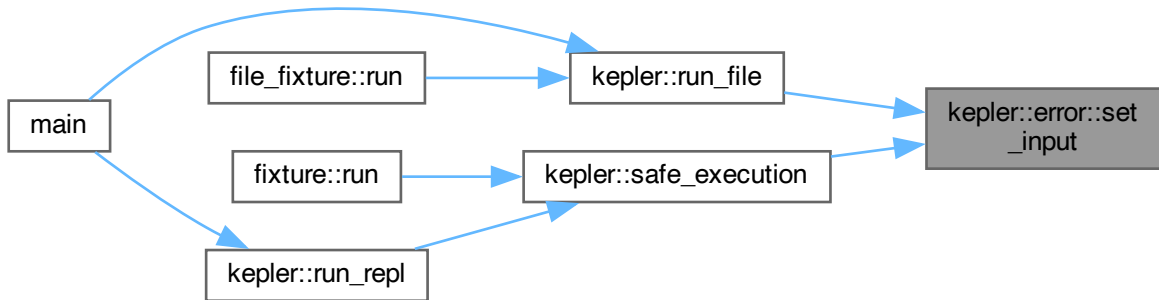 main
file_fixture::run
fixture::run
kepler::run_repl
kepler::run_file
kepler::safe_execution
kepler::error::set
_input